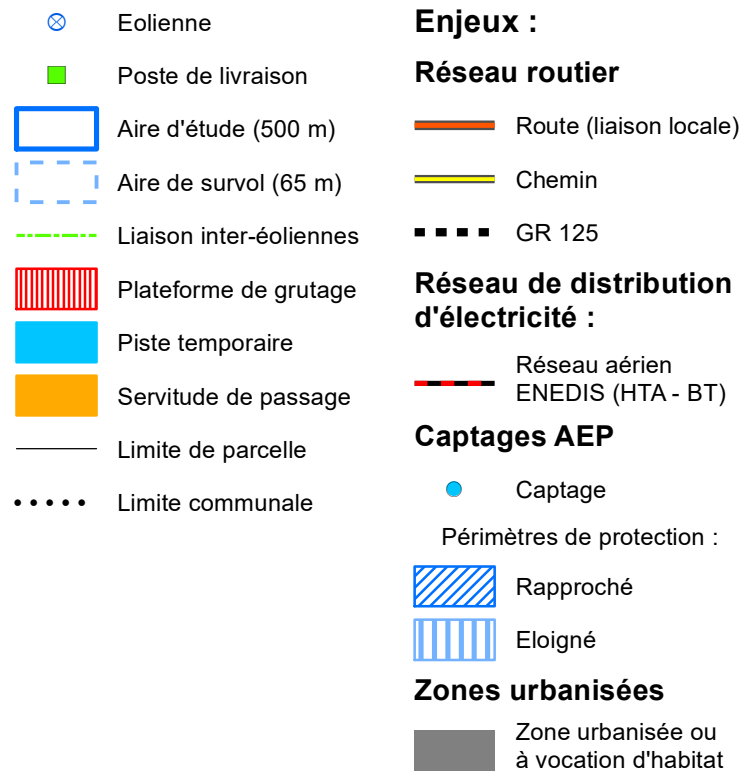 Eolienne
Poste de livraison
Aire d'étude (500 m)
Aire de survol (65 m)
Liaison inter-éoliennes
Plateforme de grutage
Piste temporaire
Servitude de passage
Limite de parcelle
Limite communale
Enjeux :
Réseau routier
Route (liaison locale)
Chemin
GR 125
Réseau de distribution
d'électricité :
Réseau aérien
ENEDIS (HTA - BT)
Captages AEP
Captage
Périmètres de protection :
Rapproché
Eloigné
Zones urbanisées
Zone urbanisée ou
à vocation d'habitat